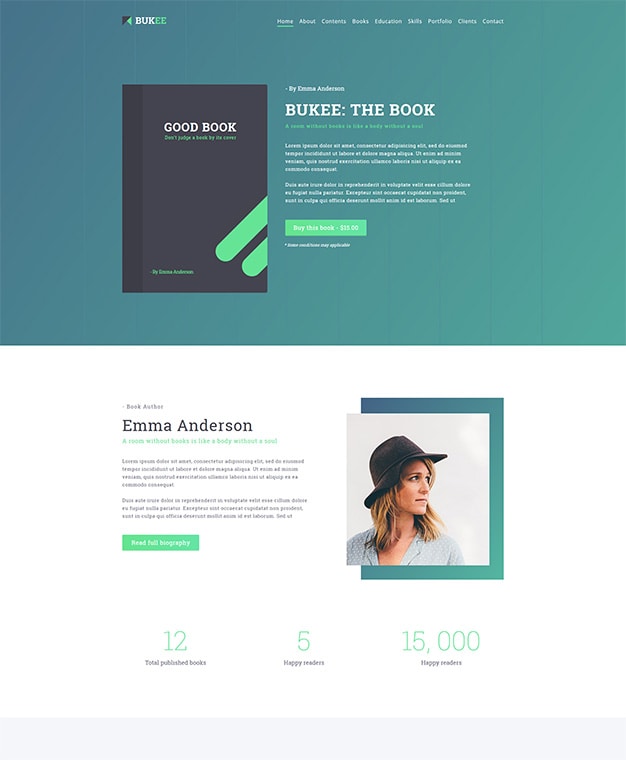 BUKEE
Home About Contents Books Education Skills Portfolio Clients Contact
GOOD BOOK
Don't judge a book by its cover
- By Emma Anderson
- By Emma Anderson
BUKEE: THE BOOK
A room without books is like a body without a soul
Lorem ipsum dolor sit amet, consectetur adipisicing elit, sed do eiusmod
tempor incididunt ut labore et dolore magna aliqua. Ut enim ad minim
veniam, quis nostrud exercitation ullamco laboris nisi ut aliquip ex ea
commodo consequat
Duis aute irure dolor in reprehenderit in voluptate velit esse cillum dolore
eu fugiat nulla pariatur. Excepteur sint occaecat cupidatat non proident,
sunt in culpa qui officia deserunt mollit anim id est laborum. Sed ut
Buy this book - $15.00
* Some conditions may applicable
- Book Author
Emma Anderson
A room without books is like a body without a soul
Lorem ipsum dolor sit amet, consectetur adipisicing elit, sed do eiusmod
tempor incididunt ut labore et dolore magna aliqua. Ut enim ad minim
veniam, quis nostrud exercitation ullamco laboris nisi ut aliquip ex ea
commodo consequat
Duis aute irure dolor in reprehenderit in voluptate velit esse cillum dolore
eu fugiat nulla pariatur. Excepteur sint occaecat cupidatat non proident,
sunt in culpa qui officia deserunt mollit anim id est laborum. Sed ut
Read full biography
12 5 15, 000
Total published books Happy readers Happy readers